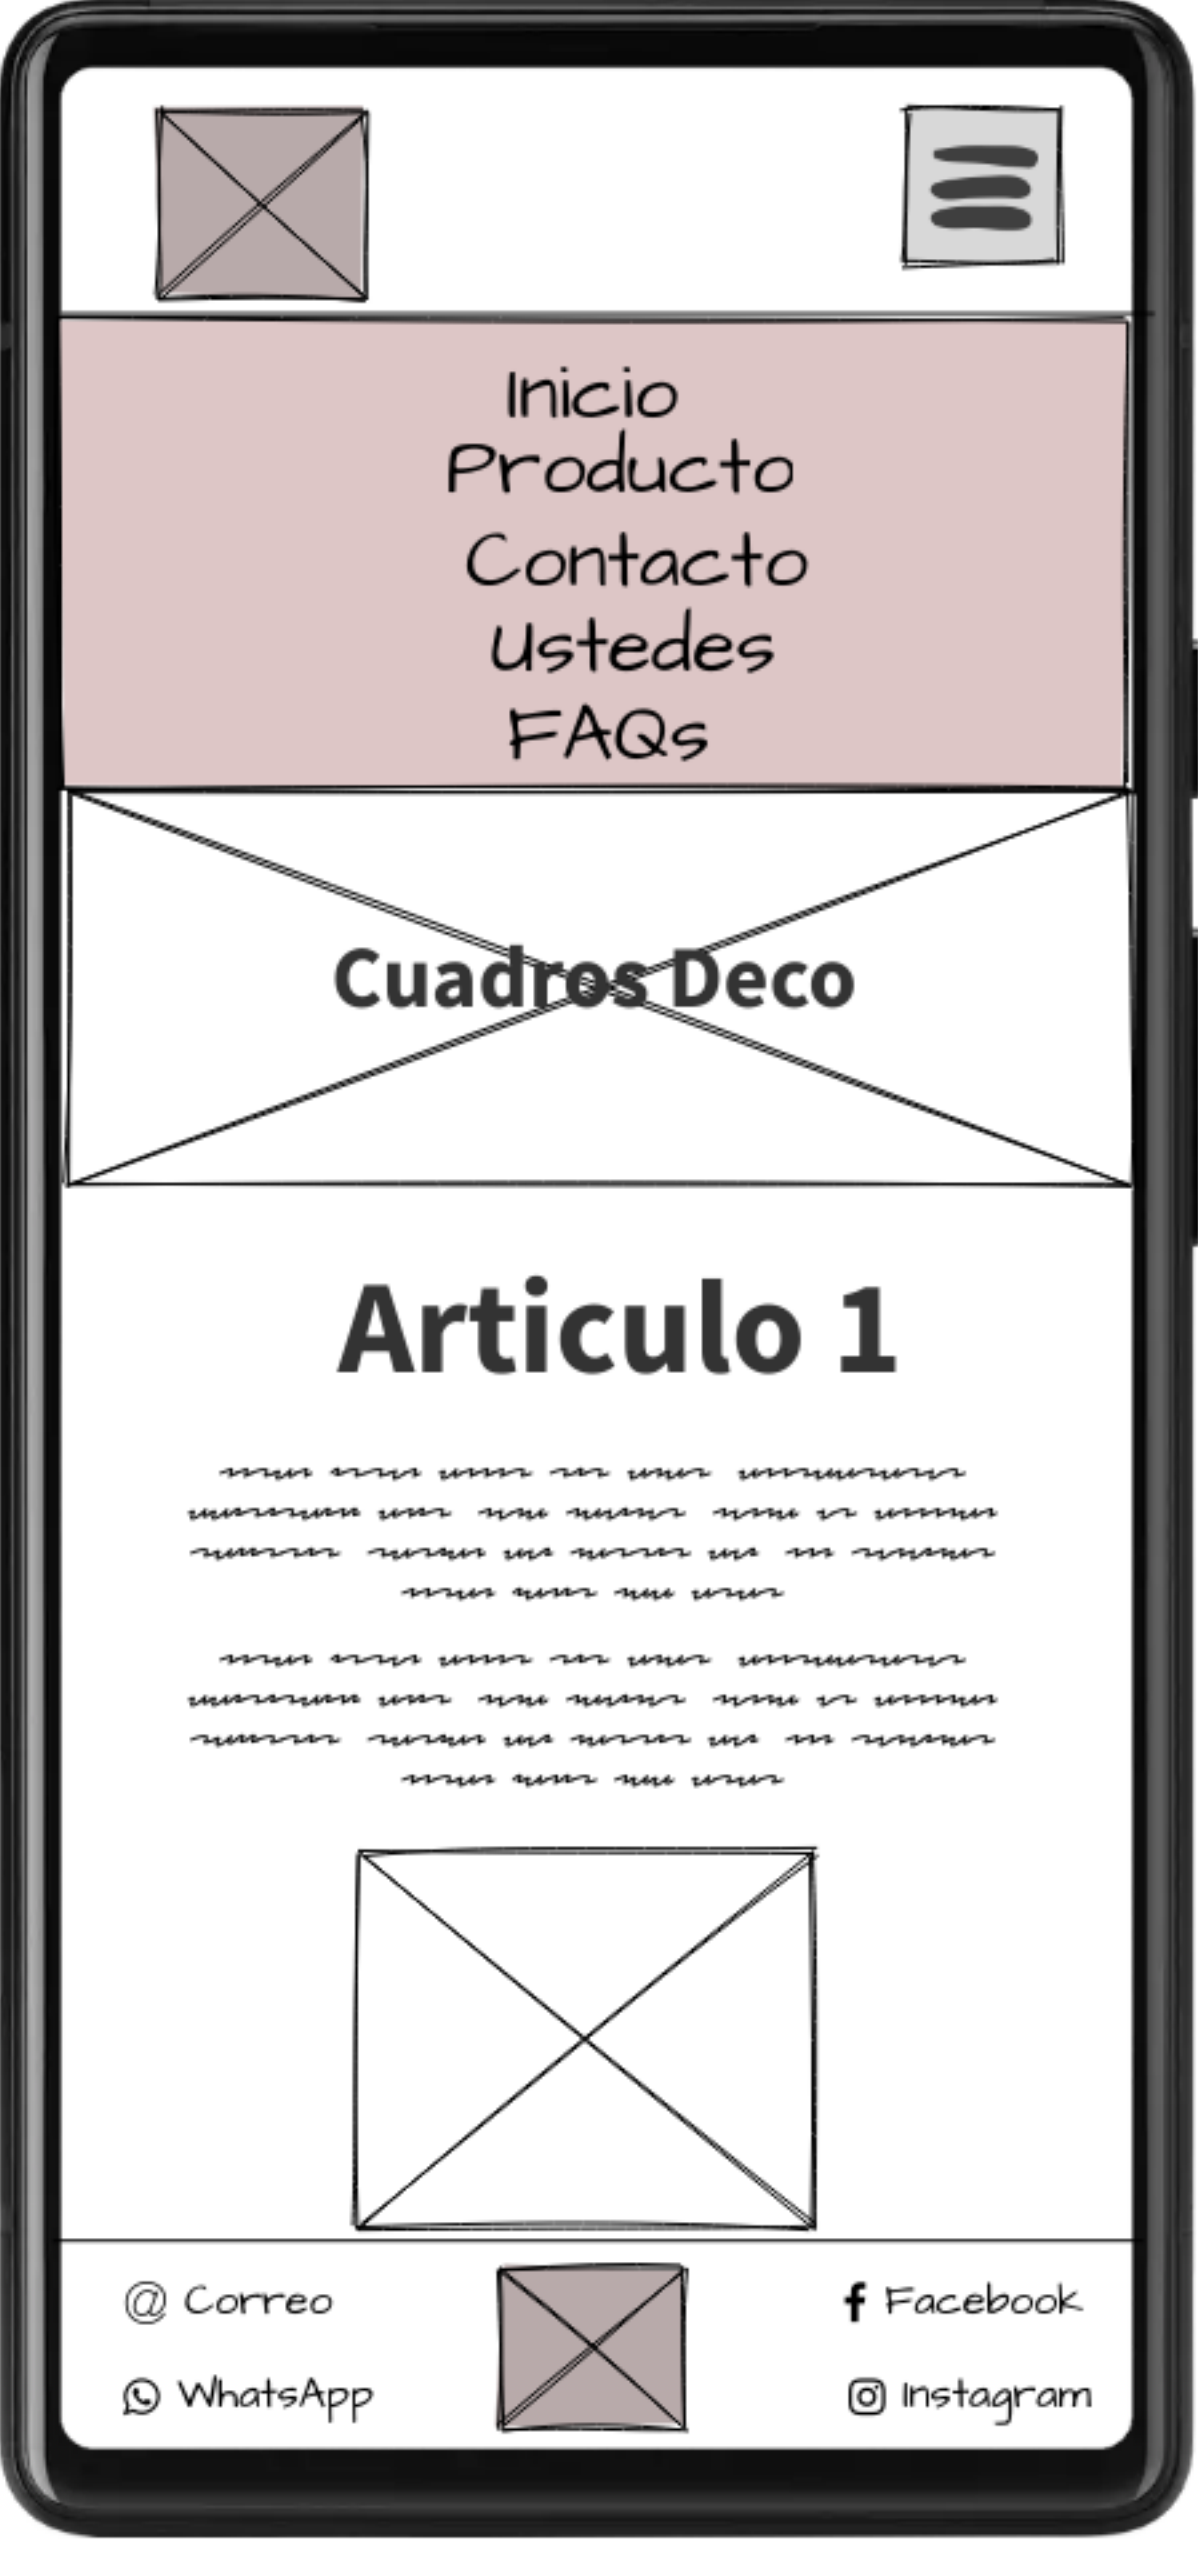 Inicio
Producto
Contacto
Ustedes
FAQs
Cuadros Deco
Articulo 1
@ Correo
Facebook
WhatsApp
Instagram